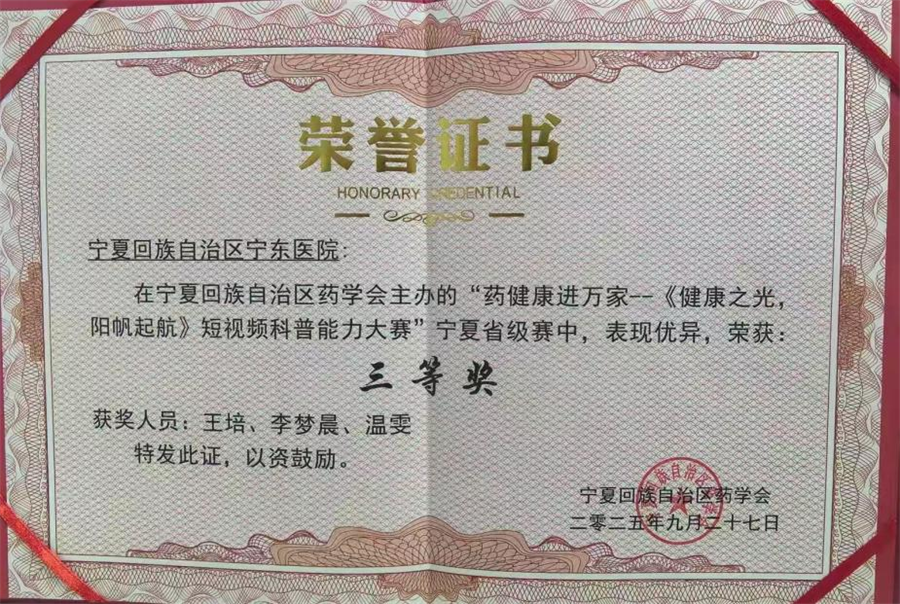 荣誉证书
HONORARY CREDENTIAL
宁夏回族自治区宁东医院：
在宁夏回族自治区药学会主办的“药健康进万家--《健康之光，
阳帆起航》短视频科普能力大赛”宁夏省级赛中，表现优异，荣获：
三等奖
获奖人员：王培、李梦晨、温雯
特发此证，以资鼓励。
宁夏回族自治区药学会
二零二五年九月二十七日